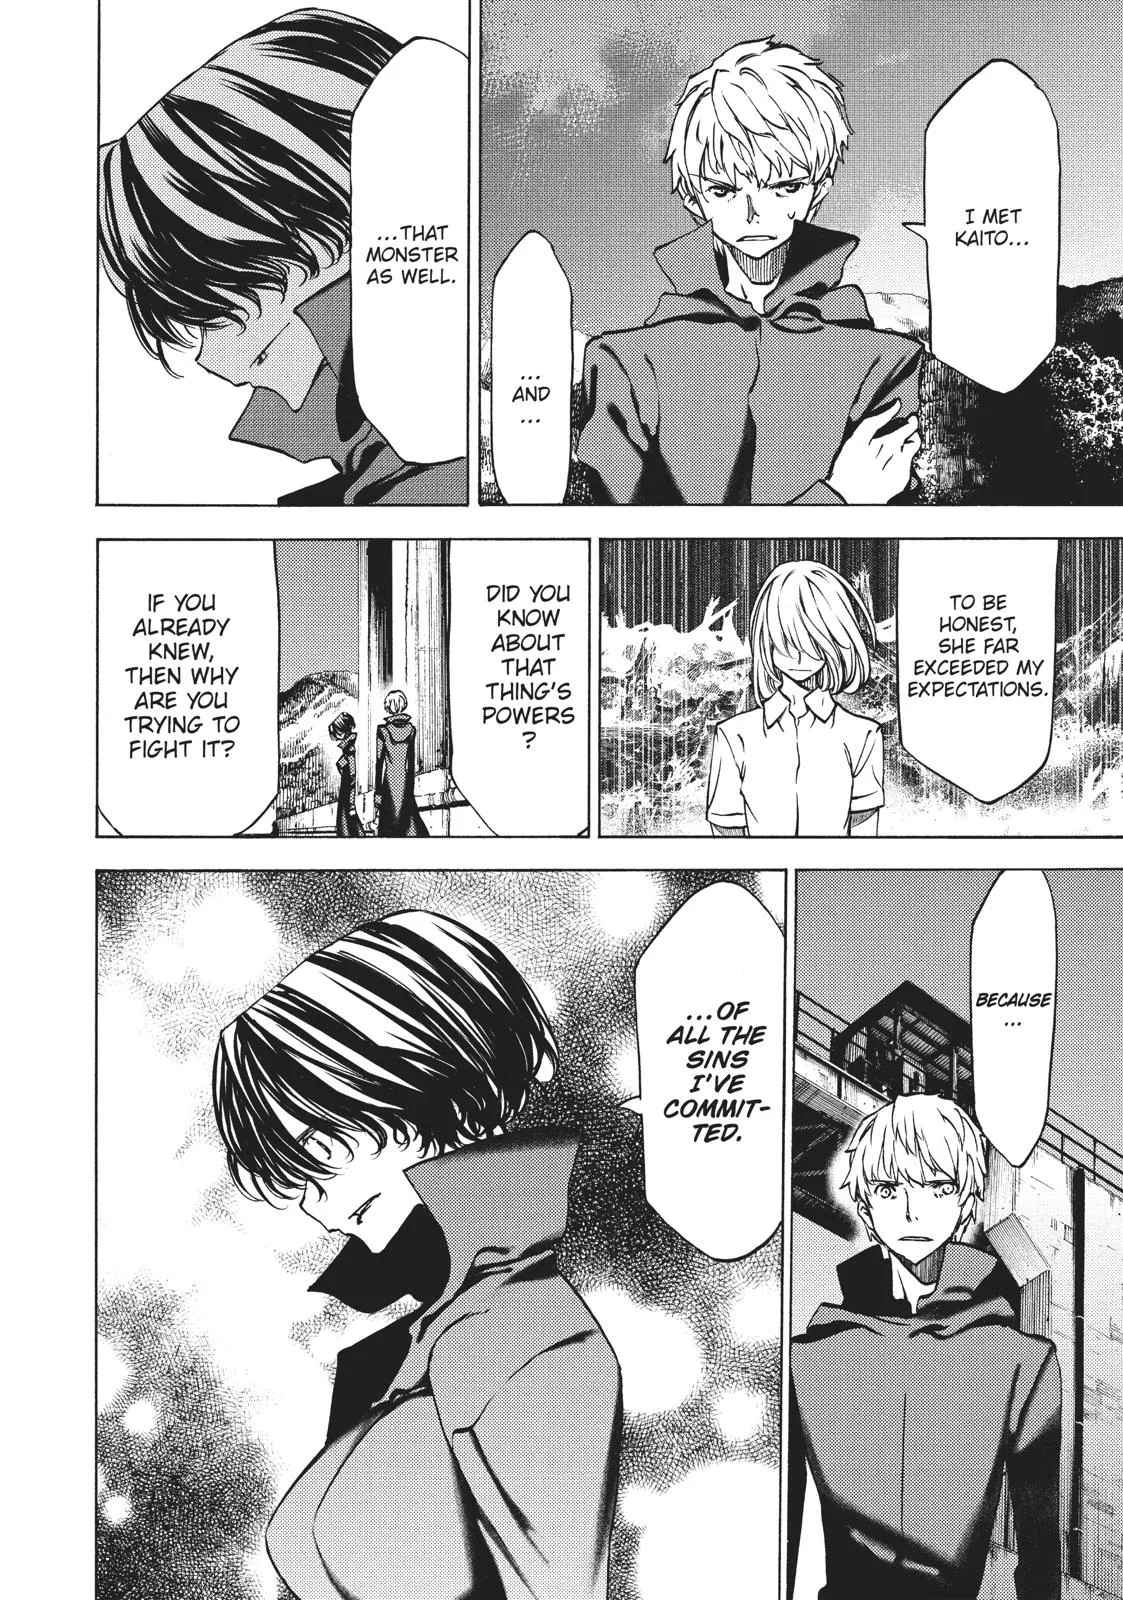 I MET
KAITO...
...
AND
...
...THAT
MONSTER
AS WELL.
TO BE
HONEST,
SHE FAR
EXCEEDED MY
EXPECTATIONS.
DID YOU
KNOW
ABOUT
THAT
THING'S
POWERS
?
IF YOU
ALREADY
KNEW,
THEN WHY
ARE YOU
TRYING TO
FIGHT IT?
BECAUSE
...
...OF
ALL THE
SINS
I'VE
COMMIT-
TED.